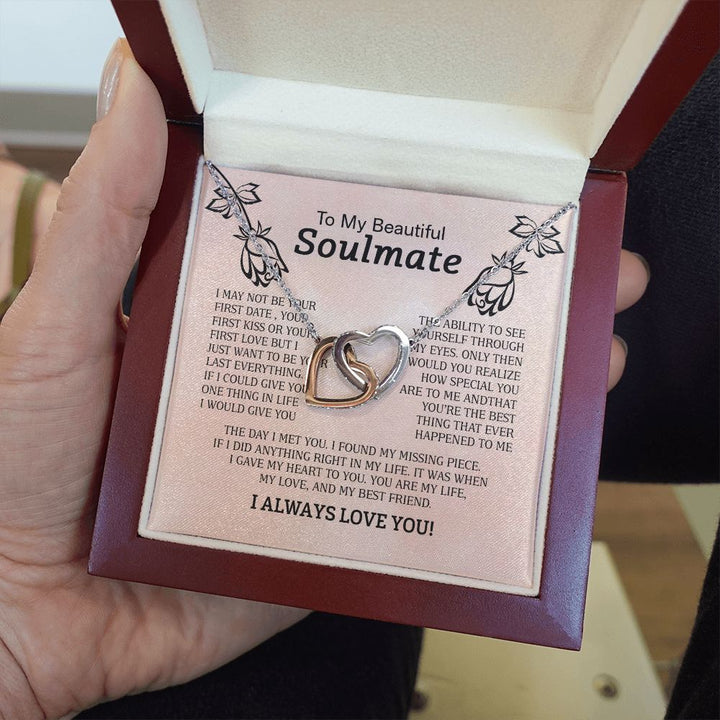 To My Beautiful
Soulmate
I MAY NOT BE YOUR
FIRST DATE , YOUR
FIRST KISS OR YOUR
FIRST LOVE BUT I
JUST WANT TO BE YOUR
LAST EVERYTHING.
IF I COULD GIVE YOU
ONE THING IN LIFE
I WOULD GIVE YOU
THE ABILITY TO SEE
YOURSELF THROUGH
MY EYES. ONLY THEN
WOULD YOU REALIZE
HOW SPECIAL YOU
ARE TO ME ANDTHAT
YOU'RE THE BEST
THING THAT EVER
HAPPENED TO ME
THE DAY I MET YOU, I FOUND MY MISSING PIECE.
IF I DID ANYTHING RIGHT IN MY LIFE. IT WAS WHEN
I GAVE MY HEART TO YOU. YOU ARE MY LIFE,
MY LOVE, AND MY BEST FRIEND.
I ALWAYS LOVE YOU!